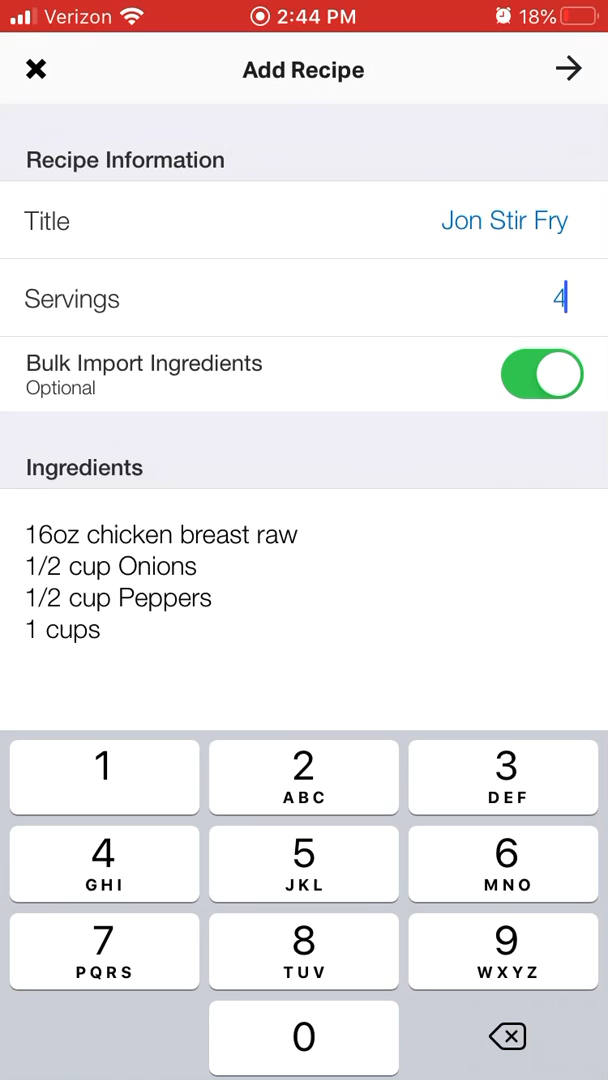 Verizon 2:44 PM 18%
Add Recipe
Recipe Information
Title Jon Stir Fry
Servings 4
Bulk Import Ingredients
Optional
Ingredients
16oz chicken breast raw
1/2 cup Onions
1/2 cup Peppers
1 cups
1 2 3
ABC DEF
4 5 6
GHI JKL MNO
7 8 9
PQRS TUV WXYZ
0